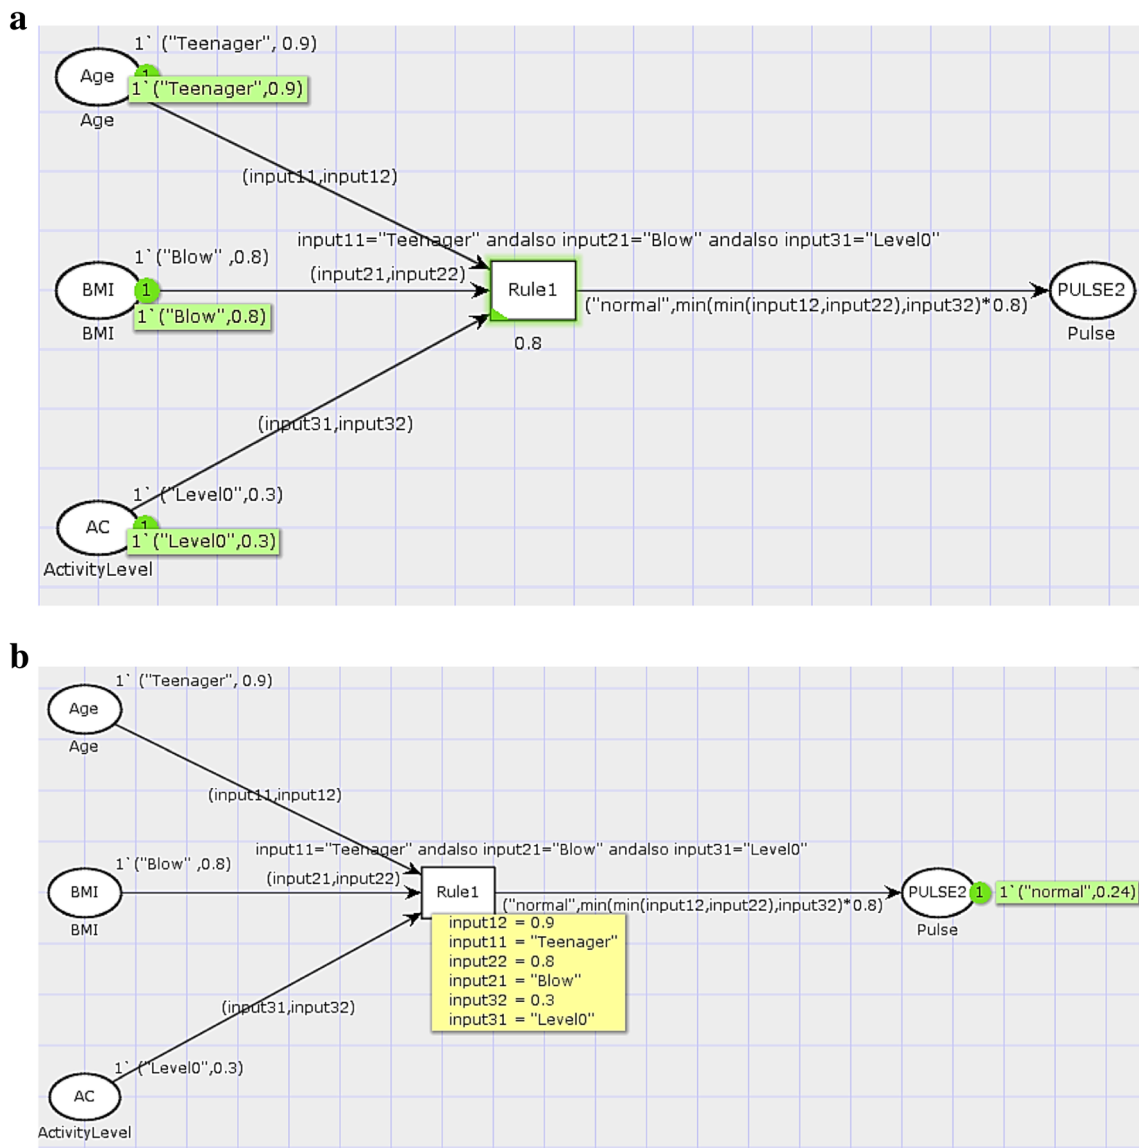 a
1`("Teenager", 0.9)
Age
1
1`("Teenager",0.9)
Age
(input11,input12)
input11="Teenager" andalso input21="Blow" andalso input31="Level0"
1`("Blow" ,0.8)
(input21,input22)
BMI
1
Rule1
PULSE2
1`("Blow",0.8)
("normal",min(min(input12,input22),input32)*0.8)
BMI
Pulse
0.8
(input31,input32)
1`("Level0",0.3)
AC
1
1`("Level0",0.3)
ActivityLevel
b
1`("Teenager", 0.9)
Age
Age
(input11,input12)
input11="Teenager" andalso input21="Blow" andalso input31="Level0"
1`("Blow" ,0.8)
(input21,input22)
BMI
Rule1
PULSE2
1
1`("normal",0.24)
("normal",min(min(input12,input22),input32)*0.8)
BMI
Pulse
input12 = 0.9
input11 = "Teenager"
input22 = 0.8
input21 = "Blow"
input32 = 0.3
input31 = "Level0"
(input31,input32)
1`("Level0",0.3)
AC
ActivityLevel